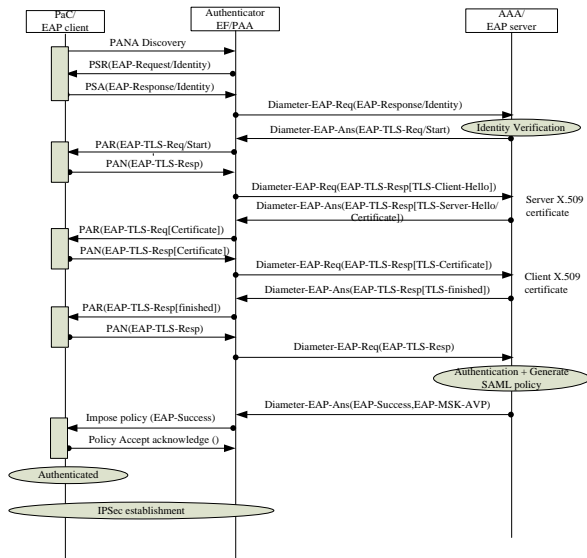 PaC/
EAP client
Authenticator
EF/PAA
AAA/
EAP server
PANA Discovery
PSR(EAP-Request/Identity)
PSA(EAP-Response/Identity)
Diameter-EAP-Req(EAP-Response/Identity)
Identity Verification
Diameter-EAP-Ans(EAP-TLS-Req/Start)
PAR(EAP-TLS-Req/Start)
PAN(EAP-TLS-Resp)
Diameter-EAP-Req(EAP-TLS-Resp[TLS-Client-Hello])
Diameter-EAP-Ans(EAP-TLS-Resp[TLS-Server-Hello/
Certificate])
Server X.509
certificate
PAR(EAP-TLS-Req[Certificate])
PAN(EAP-TLS-Resp[Certificate])
Diameter-EAP-Req(EAP-TLS-Resp[TLS-Certificate])
Client X.509
certificate
Diameter-EAP-Ans(EAP-TLS-Resp[TLS-finished])
PAR(EAP-TLS-Resp[finished])
PAN(EAP-TLS-Resp)
Diameter-EAP-Req(EAP-TLS-Resp)
Authentication + Generate
SAML policy
Diameter-EAP-Ans(EAP-Success,EAP-MSK-AVP)
Impose policy (EAP-Success)
Policy Accept acknowledge ()
Authenticated
IPSec establishment